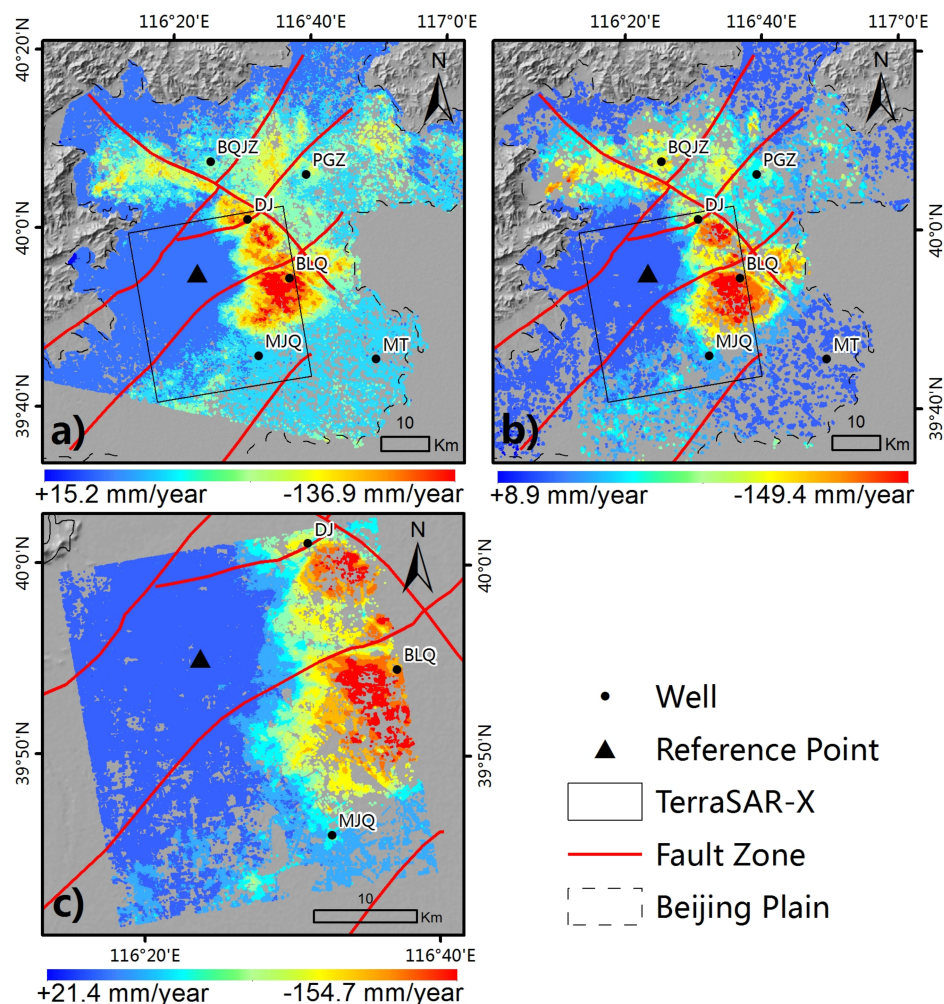 116°20'E 116°40'E 117°0'E
116°20'E 116°40'E 117°0'E
40°20'N
40°0'N
39°40'N
N
BQJZ
PGZ
DJ
BLQ
MJQ
MT
a)
10
Km
+15.2 mm/year -136.9 mm/year
N
BQJZ
PGZ
DJ
BLQ
MJQ
MT
b)
10
Km
40°20'N
40°0'N
39°40'N
+8.9 mm/year -149.4 mm/year
40°0'N
39°50'N
DJ
N
BLQ
MJQ
c)
10
Km
40°0'N
39°50'N
116°20'E 116°40'E
+21.4 mm/year -154.7 mm/year
Well
Reference Point
TerraSAR-X
Fault Zone
Beijing Plain